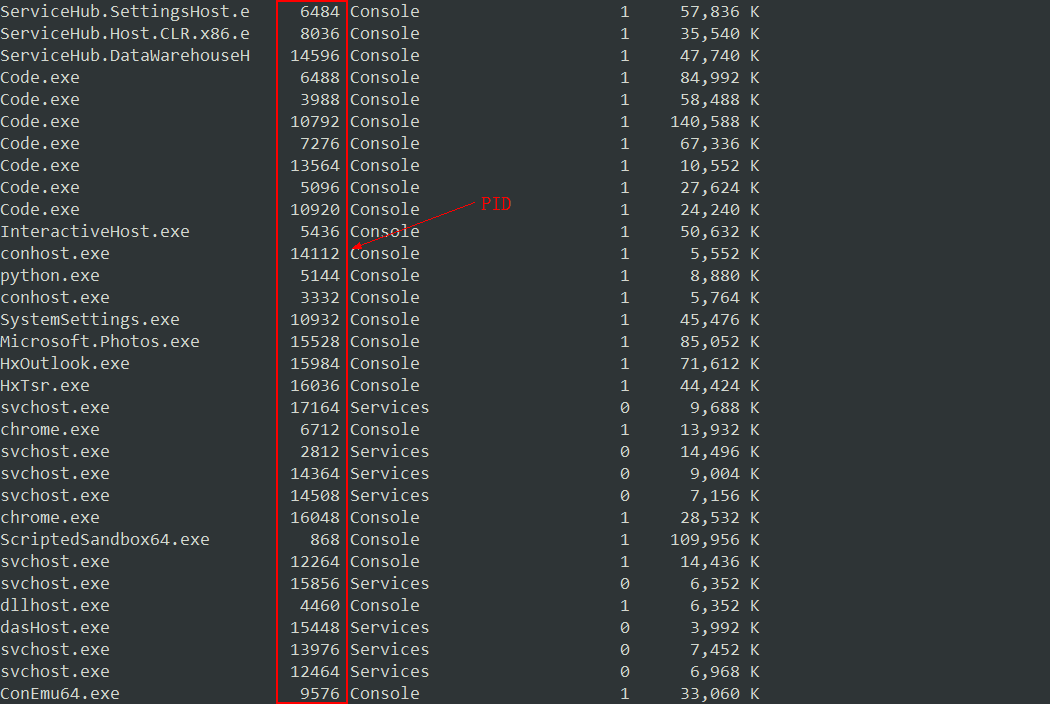 ServiceHub.SettingsHost.e 6484 Console 1 57,836 K
ServiceHub.Host.CLR.x86.e 8036 Console 1 35,540 K
ServiceHub.DataWarehouseH 14596 Console 1 47,740 K
Code.exe 6488 Console 1 84,992 K
Code.exe 3988 Console 1 58,488 K
Code.exe 10792 Console 1 140,588 K
Code.exe 7276 Console 1 67,336 K
Code.exe 13564 Console 1 10,552 K
Code.exe 5096 Console 1 27,624 K
Code.exe 10920 Console 1 24,240 K
PID
InteractiveHost.exe 5436 Console 1 50,632 K
conhost.exe 14112 Console 1 5,552 K
python.exe 5144 Console 1 8,880 K
conhost.exe 3332 Console 1 5,764 K
SystemSettings.exe 10932 Console 1 45,476 K
Microsoft.Photos.exe 15528 Console 1 85,052 K
HxOutlook.exe 15984 Console 1 71,612 K
HxTsr.exe 16036 Console 1 44,424 K
svchost.exe 17164 Services 0 9,688 K
chrome.exe 6712 Console 1 13,932 K
svchost.exe 2812 Services 0 14,496 K
svchost.exe 14364 Services 0 9,004 K
svchost.exe 14508 Services 0 7,156 K
chrome.exe 16048 Console 1 28,532 K
ScriptedSandbox64.exe 868 Console 1 109,956 K
svchost.exe 12264 Console 1 14,436 K
svchost.exe 15856 Services 0 6,352 K
dllhost.exe 4460 Console 1 6,352 K
dasHost.exe 15448 Services 0 3,992 K
svchost.exe 13976 Services 0 7,452 K
svchost.exe 12464 Services 0 6,968 K
ConEmu64.exe 9576 Console 1 33,060 K